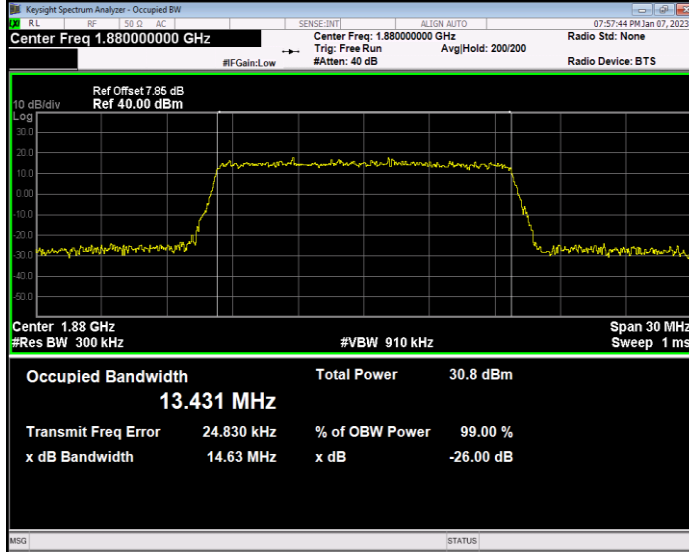 Keysight Spectrum Analyzer - Occupied BW
RL RF 50 Ω AC SENSE:INT ALIGN AUTO 07:57:44 PM Jan 07, 2023
Center Freq 1.880000000 GHz Center Freq: 1.880000000 GHz Radio Std: None
Trig: Free Run Avg|Hold: 200/200
#IFGain:Low #Atten: 40 dB Radio Device: BTS
Ref Offset 7.85 dB
10 dB/div Ref 40.00 dBm
Log
30.0
20.0
10.0
0.00
-10.0
-20.0
-30.0
-40.0
-50.0
Center 1.88 GHz Span 30 MHz
#Res BW 300 kHz #VBW 910 kHz Sweep 1 ms
Occupied Bandwidth Total Power 30.8 dBm
13.431 MHz
Transmit Freq Error 24.830 kHz % of OBW Power 99.00 %
x dB Bandwidth 14.63 MHz x dB -26.00 dB
MSG STATUS